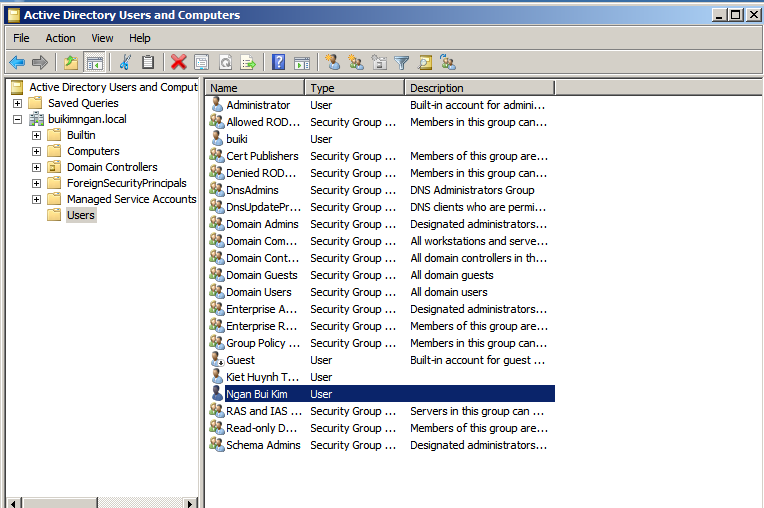 Active Directory Users and Computers
File Action View Help
Active Directory Users and Comput
Saved Queries
buikimngan.local
Builtin
Computers
Domain Controllers
ForeignSecurityPrincipals
Managed Service Accounts
Users
Name Type Description
Administrator User Built-in account for admini...
Allowed ROD... Security Group ... Members in this group can...
buiki User
Cert Publishers Security Group ... Members of this group are...
Denied ROD... Security Group ... Members in this group can...
DnsAdmins Security Group ... DNS Administrators Group
DnsUpdatePr... Security Group ... DNS clients who are permi...
Domain Admins Security Group ... Designated administrators...
Domain Com... Security Group ... All workstations and serve...
Domain Cont... Security Group ... All domain controllers in th...
Domain Guests Security Group ... All domain guests
Domain Users Security Group ... All domain users
Enterprise A... Security Group ... Designated administrators...
Enterprise R... Security Group ... Members of this group are...
Group Policy ... Security Group ... Members in this group can...
Guest User Built-in account for guest ...
Kiet Huynh T... User
Ngan Bui Kim User
RAS and IAS ... Security Group ... Servers in this group can ...
Read-only D... Security Group ... Members of this group are...
Schema Admins Security Group ... Designated administrators...